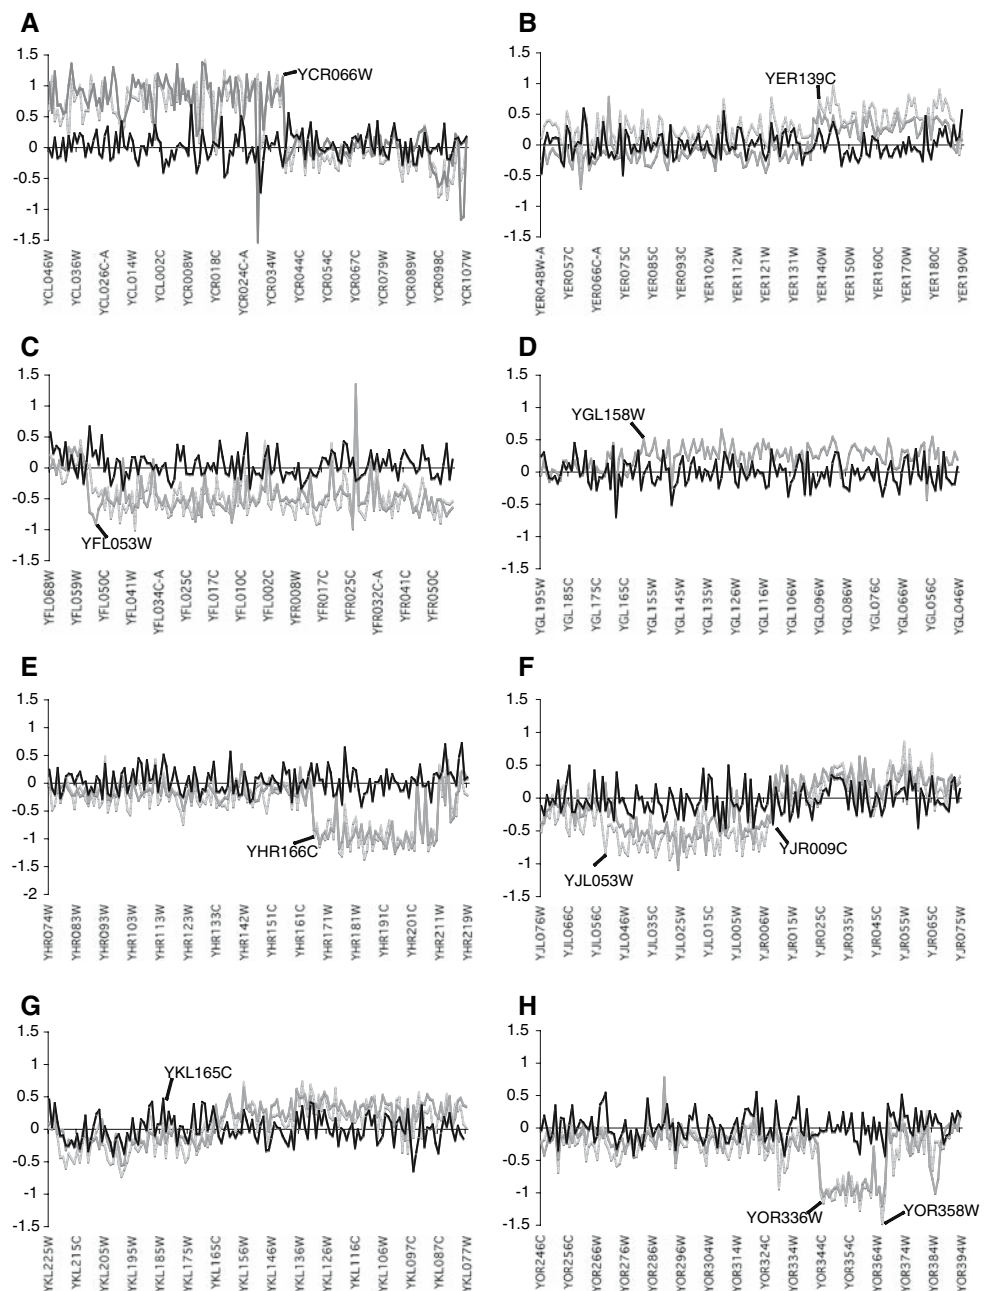 A
1.5
1
0.5
0
-0.5
-1
-1.5
YCR066W
YCL046W
YCL036W
YCL026C-A
YCL014W
YCL002C
YCR008W
YCR018C
YCR024C-A
YCR034W
YCR044C
YCR054C
YCR067C
YCR079W
YCR089W
YCR098C
YCR107W
B
1.5
1
0.5
0
-0.5
-1
-1.5
YER139C
YER048W-A
YER057C
YER066C-A
YER075C
YER085C
YER093C
YER102W
YER112W
YER121W
YER131W
YER140W
YER150W
YER160C
YER170W
YER180C
YER190W
C
1.5
1
0.5
0
-0.5
-1
-1.5
YFL053W
YFL068W
YFL059W
YFL050C
YFL041W
YFL034C-A
YFL025C
YFL017C
YFL010C
YFL002C
YFR008W
YFR017C
YFR025C
YFR032C-A
YFR041C
YFR050C
D
1.5
1
0.5
0
-0.5
-1
-1.5
YGL158W
YGL195W
YGL185C
YGL175C
YGL165C
YGL155W
YGL145W
YGL135W
YGL126W
YGL116W
YGL106W
YGL096W
YGL086W
YGL076C
YGL066W
YGL056C
YGL046W
E
1.5
1
0.5
0
-0.5
-1
-1.5
-2
YHR166C
YHR074W
YHR083W
YHR093W
YHR103W
YHR113W
YHR123W
YHR133C
YHR142W
YHR151C
YHR161C
YHR171W
YHR181W
YHR191C
YHR201C
YHR211W
YHR219W
F
1.5
1
0.5
0
-0.5
-1
-1.5
YJL053W
YJR009C
YJL076W
YJL066C
YJL056C
YJL046W
YJL035C
YJL025W
YJL015C
YJL005W
YJR006W
YJR015W
YJR025C
YJR035W
YJR045C
YJR055W
YJR065C
YJR075W
G
1.5
1
0.5
0
-0.5
-1
-1.5
YKL165C
YKL225W
YKL215C
YKL205W
YKL195W
YKL185W
YKL175W
YKL165C
YKL156W
YKL146W
YKL136W
YKL126W
YKL116C
YKL106W
YKL097C
YKL087C
YKL077W
H
1.5
1
0.5
0
-0.5
-1
-1.5
YOR336W
YOR358W
YOR246C
YOR256C
YOR266W
YOR276W
YOR286W
YOR296W
YOR304W
YOR314W
YOR324C
YOR334W
YOR344C
YOR354C
YOR364W
YOR374W
YOR384W
YOR394W